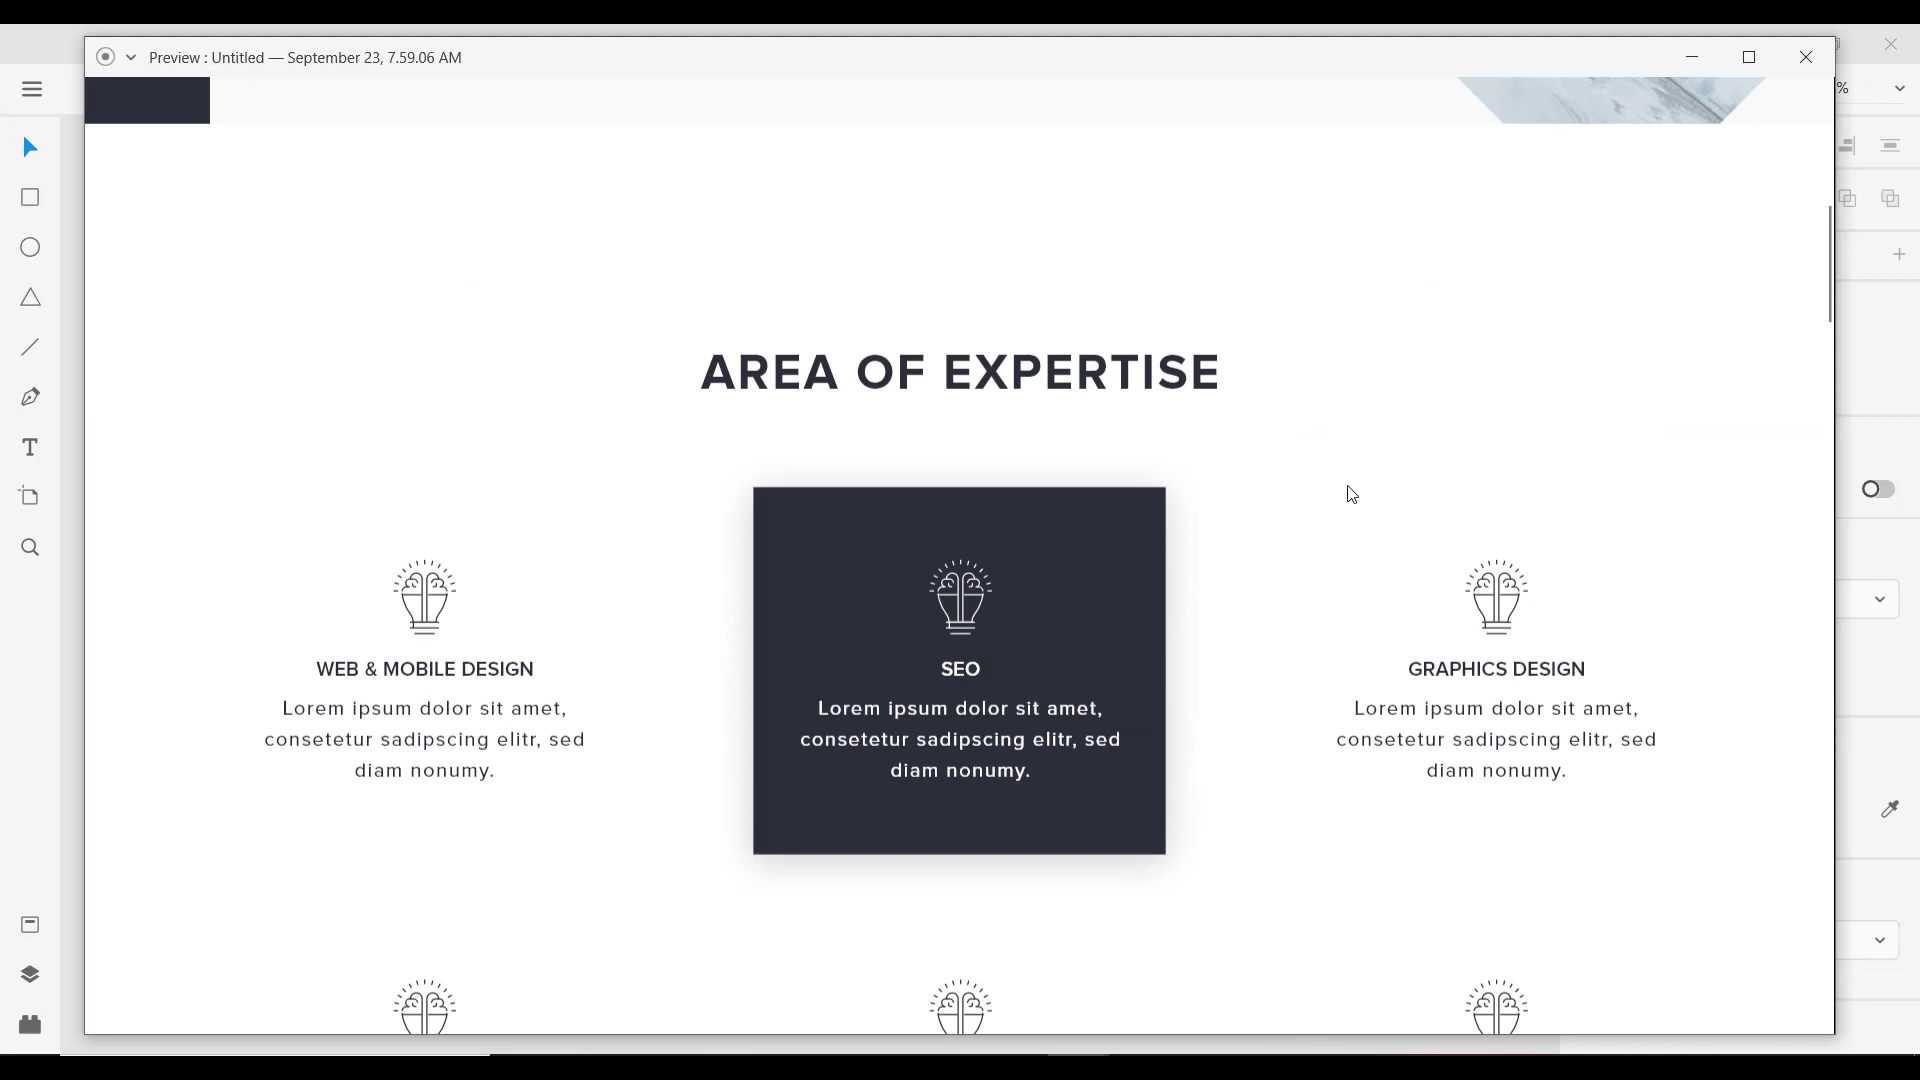 Preview : Untitled — September 23, 7.59.06 AM
%
AREA OF EXPERTISE
WEB & MOBILE DESIGN
Lorem ipsum dolor sit amet,
consetetur sadipscing elitr, sed
diam nonumy.
SEO
Lorem ipsum dolor sit amet,
consetetur sadipscing elitr, sed
diam nonumy.
GRAPHICS DESIGN
Lorem ipsum dolor sit amet,
consetetur sadipscing elitr, sed
diam nonumy.